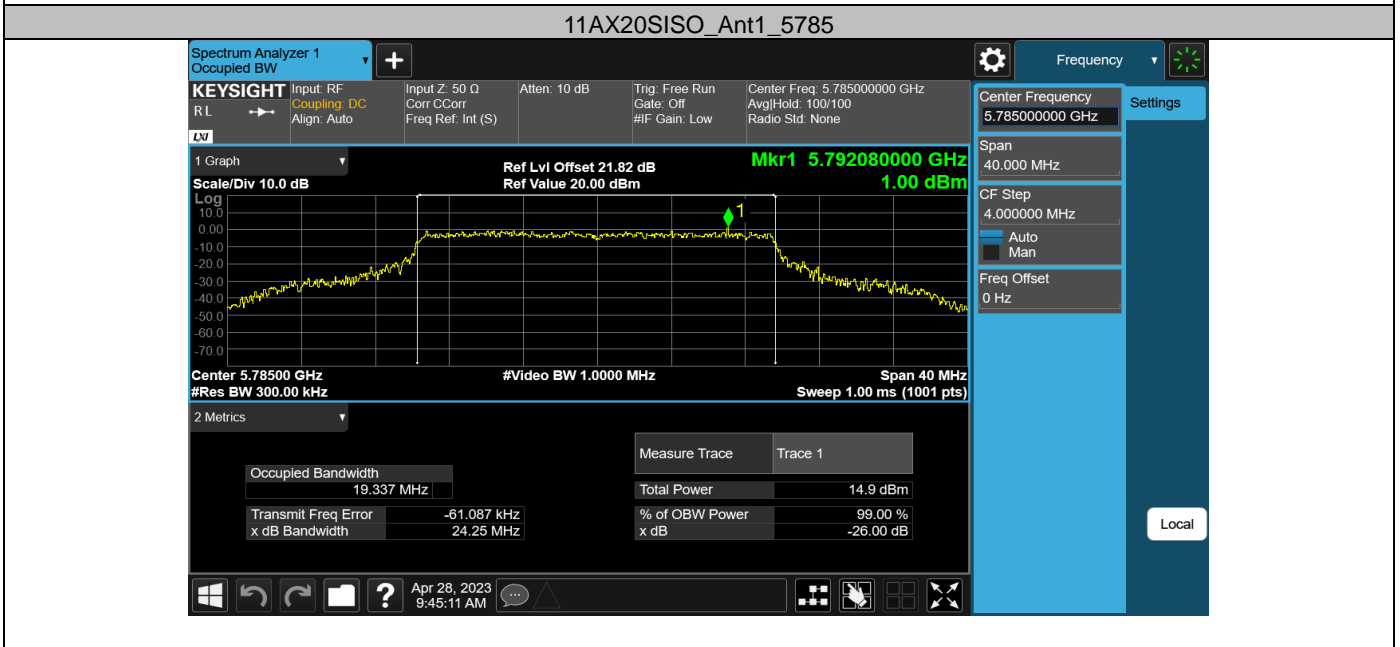 11AX20SISO_Ant1_5785
Spectrum Analyzer 1
Occupied BW
Frequency
KEYSIGHT
RL
LXI
Input: RF
Coupling: DC
Align: Auto
Input Z: 50 Ω
Corr CCorr
Freq Ref: Int (S)
Atten: 10 dB
Trig: Free Run
Gate: Off
#IF Gain: Low
Center Freq: 5.785000000 GHz
Avg|Hold: 100/100
Radio Std: None
Center Frequency
5.785000000 GHz
Settings
Span
40.000 MHz
CF Step
4.000000 MHz
Auto
Man
Freq Offset
0 Hz
1 Graph
Scale/Div 10.0 dB
Ref Lvl Offset 21.82 dB
Ref Value 20.00 dBm
Mkr1 5.792080000 GHz
1.00 dBm
Log
10.0
0.00
-10.0
-20.0
-30.0
-40.0
-50.0
-60.0
-70.0
1
Center 5.78500 GHz
#Res BW 300.00 kHz
#Video BW 1.0000 MHz
Span 40 MHz
Sweep 1.00 ms (1001 pts)
2 Metrics
Measure Trace Trace 1
Occupied Bandwidth
19.337 MHz
Total Power 14.9 dBm
Transmit Freq Error -61.087 kHz
% of OBW Power 99.00 %
x dB Bandwidth 24.25 MHz
x dB -26.00 dB
Local
?
Apr 28, 2023
9:45:11 AM